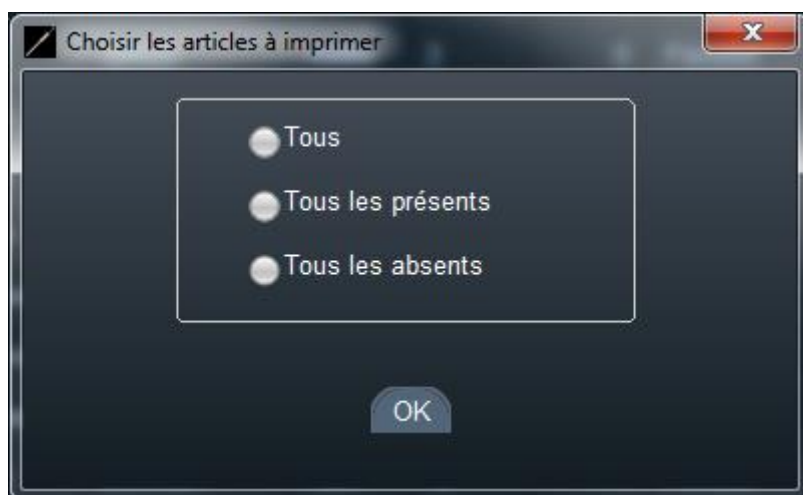 Choisir les articles à imprimer
Tous
Tous les présents
Tous les absents
OK